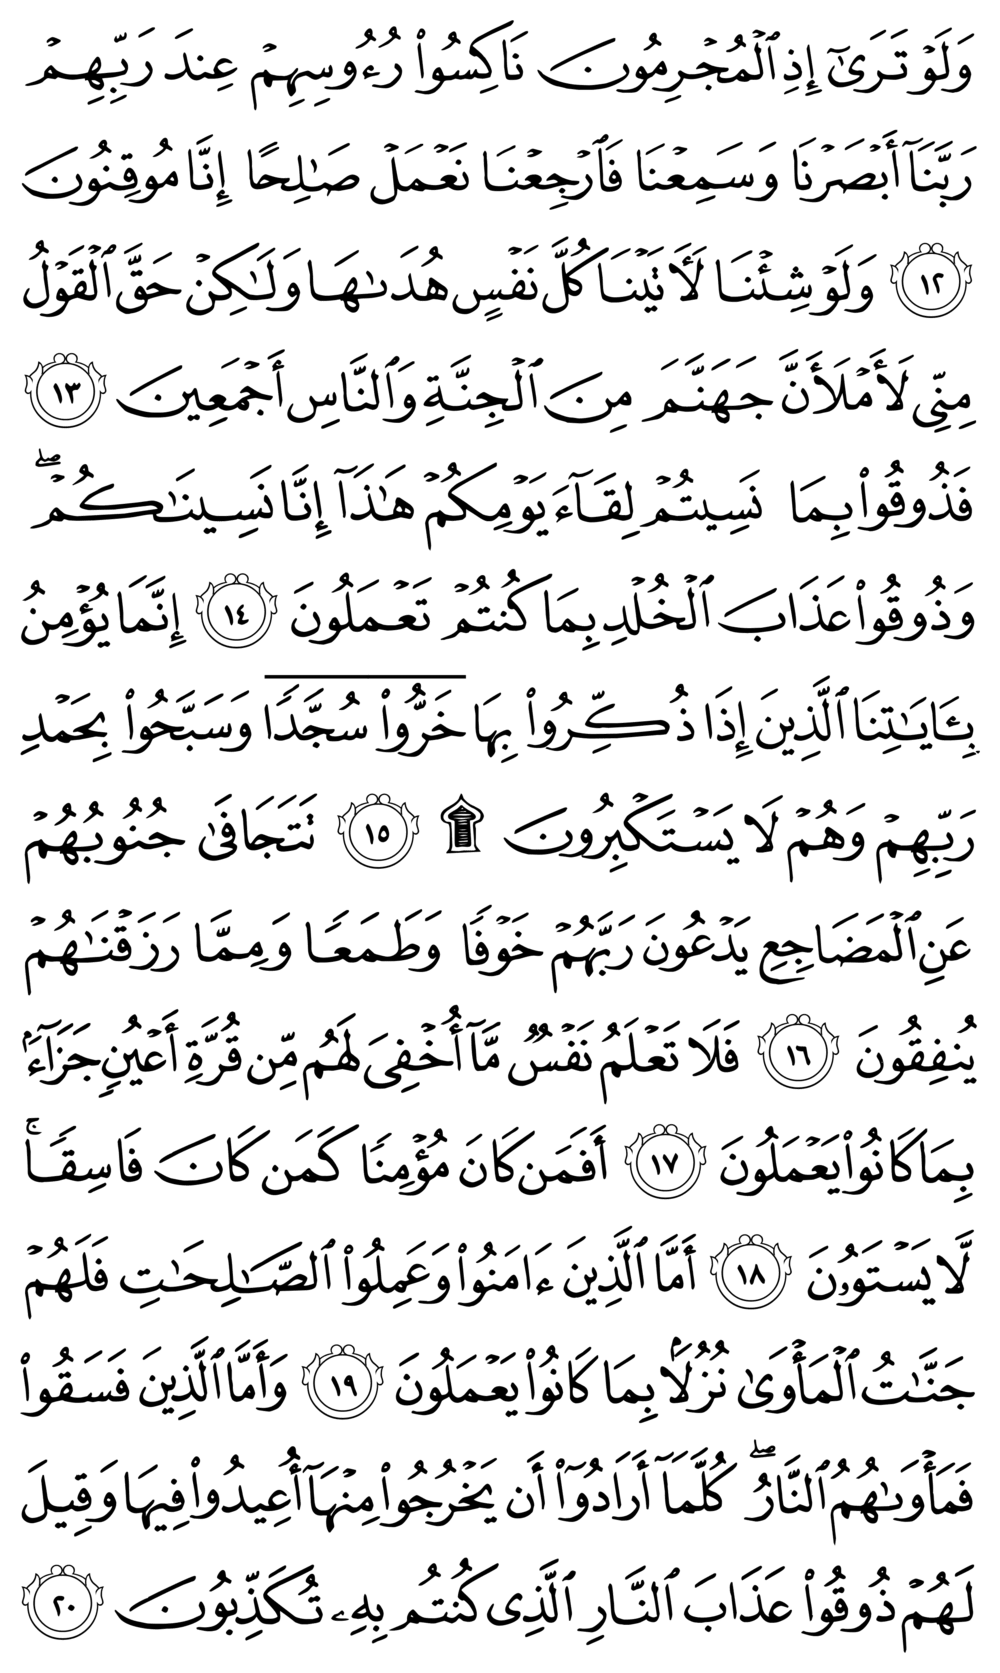 وَلَوۡ تَرَىٰٓ إِذِ ٱلۡمُجۡرِمُونَ نَاكِسُواْ رُءُوسِهِمۡ عِندَ رَبِّهِمۡ
رَبَّنَآ أَبۡصَرۡنَا وَسَمِعۡنَا فَٱرۡجِعۡنَا نَعۡمَلۡ صَٰلِحًا إِنَّا مُوقِنُونَ
١٢ وَلَوۡ شِئۡنَا لَأٓتَيۡنَا كُلَّ نَفۡسٍ هُدَىٰهَا وَلَٰكِنۡ حَقَّ ٱلۡقَوۡلُ
مِنِّي لَأَمۡلَأَنَّ جَهَنَّمَ مِنَ ٱلۡجِنَّةِ وَٱلنَّاسِ أَجۡمَعِينَ ١٣
فَذُوقُواْ بِمَا نَسِيتُمۡ لِقَآءَ يَوۡمِكُمۡ هَٰذَآ إِنَّا نَسِينَٰكُمۡۖ
وَذُوقُواْ عَذَابَ ٱلۡخُلۡدِ بِمَا كُنتُمۡ تَعۡمَلُونَ ١٤ إِنَّمَا يُؤۡمِنُ
بِـَٔايَٰتِنَا ٱلَّذِينَ إِذَا ذُكِّرُواْ بِهَا خَرُّواْۤ سُجَّدٗاۤ وَسَبَّحُواْ بِحَمۡدِ
رَبِّهِمۡ وَهُمۡ لَا يَسۡتَكۡبِرُونَ ۩ ١٥ تَتَجَافَىٰ جُنُوبُهُمۡ
عَنِ ٱلۡمَضَاجِعِ يَدۡعُونَ رَبَّهُمۡ خَوۡفٗا وَطَمَعٗا وَمِمَّا رَزَقۡنَٰهُمۡ
يُنفِقُونَ ١٦ فَلَا تَعۡلَمُ نَفۡسٞ مَّآ أُخۡفِيَ لَهُم مِّن قُرَّةِ أَعۡيُنٖ جَزَآءَۢ
بِمَا كَانُواْ يَعۡمَلُونَ ١٧ أَفَمَن كَانَ مُؤۡمِنٗا كَمَن كَانَ فَاسِقٗاۚ
لَّا يَسۡتَوُۥنَ ١٨ أَمَّا ٱلَّذِينَ ءَامَنُواْ وَعَمِلُواْ ٱلصَّٰلِحَٰتِ فَلَهُمۡ
جَنَّٰتُ ٱلۡمَأۡوَىٰ نُزُلَۢا بِمَا كَانُواْ يَعۡمَلُونَ ١٩ وَأَمَّا ٱلَّذِينَ فَسَقُواْ
فَمَأۡوَىٰهُمُ ٱلنَّارُۖ كُلَّمَآ أَرَادُوٓاْ أَن يَخۡرُجُواْ مِنۡهَآ أُعِيدُواْ فِيهَا وَقِيلَ
لَهُمۡ ذُوقُواْ عَذَابَ ٱلنَّارِ ٱلَّذِي كُنتُم بِهِۦ تُكَذِّبُونَ ٢٠